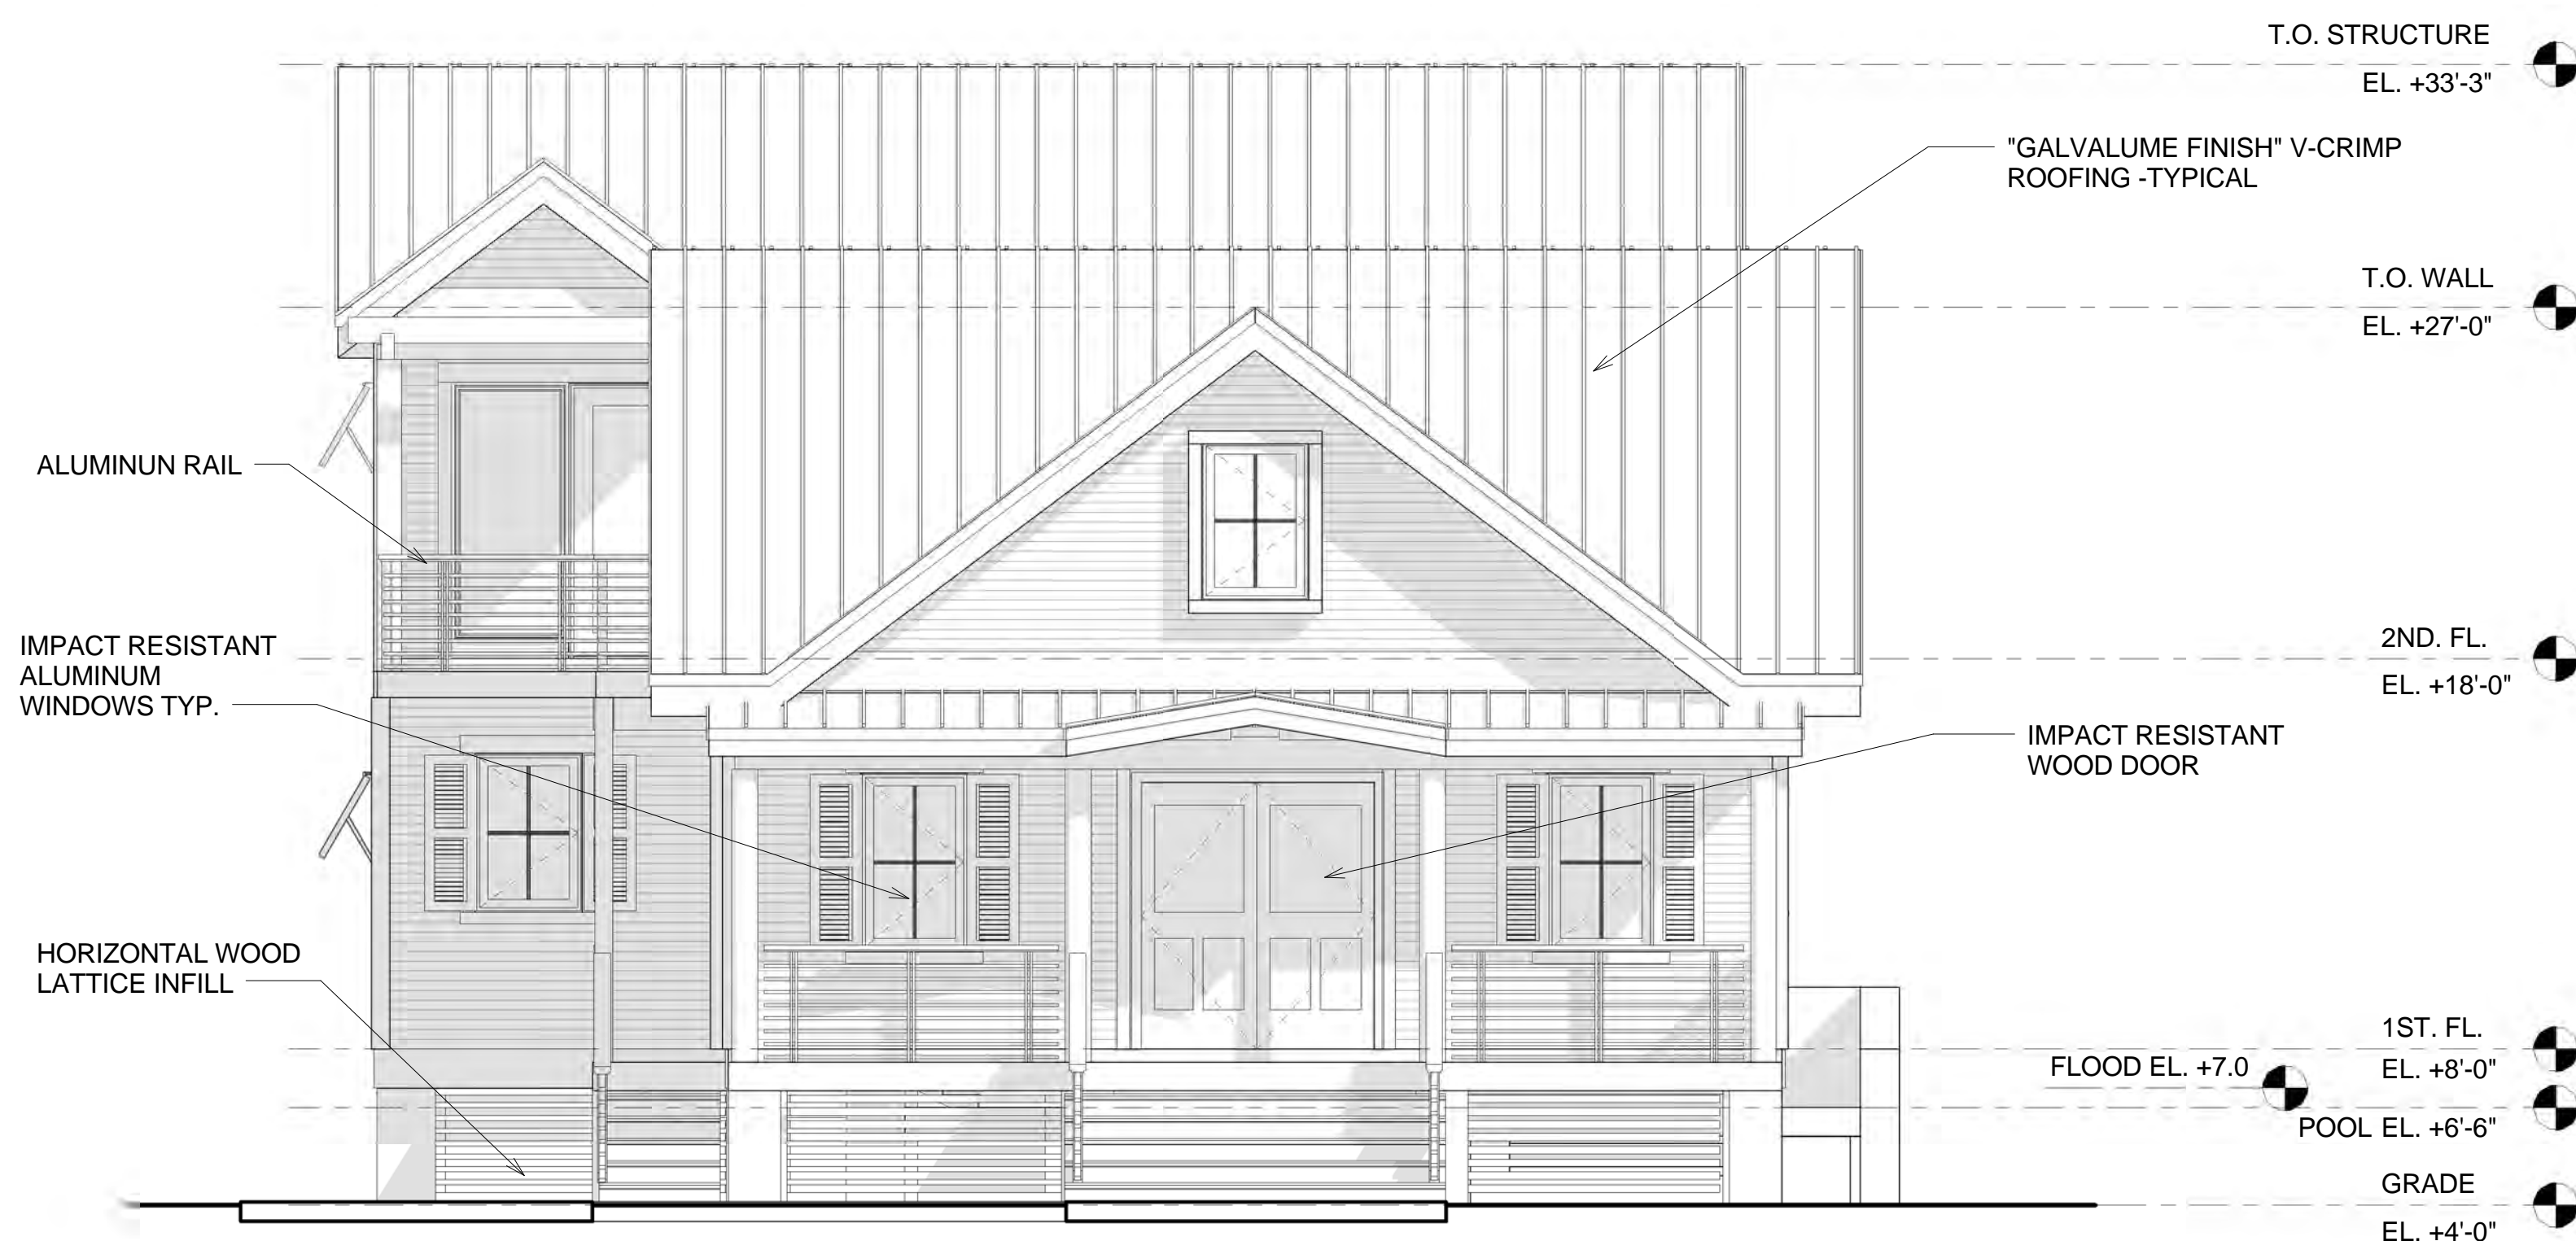 T.O. STRUCTURE
EL. +33'-3"
"GALVALUME FINISH" V-CRIMP
ROOFING -TYPICAL
T.O. WALL
EL. +27'-0"
ALUMINUN RAIL
IMPACT RESISTANT
ALUMINUM
WINDOWS TYP.
2ND. FL.
EL. +18'-0"
IMPACT RESISTANT
WOOD DOOR
HORIZONTAL WOOD
LATTICE INFILL
1ST. FL.
EL. +8'-0"
FLOOD EL. +7.0
POOL EL. +6'-6"
GRADE
EL. +4'-0"